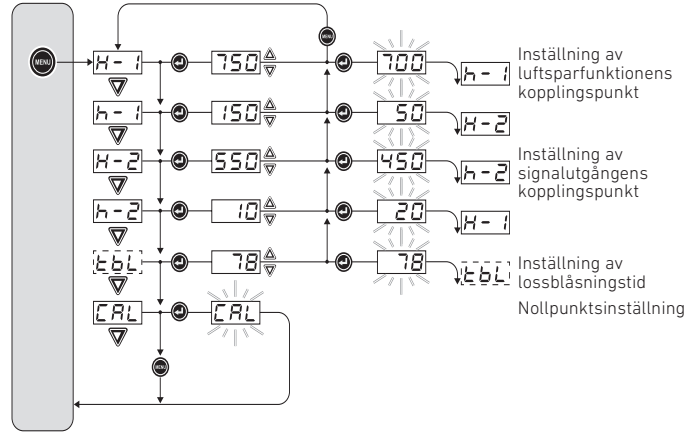 MENU
MENU H-1 750 700 h-1 Inställning av
luftsparfunktionens
kopplingspunkt
h-1 150 50 H-2
H-2 550 450 h-2 Inställning av
signalutgångens
kopplingspunkt
h-2 10 20 H-1
tbL 78 78 tbL Inställning av
lossblåsningstid
CAL CAL Nollpunktsinställning
MENU